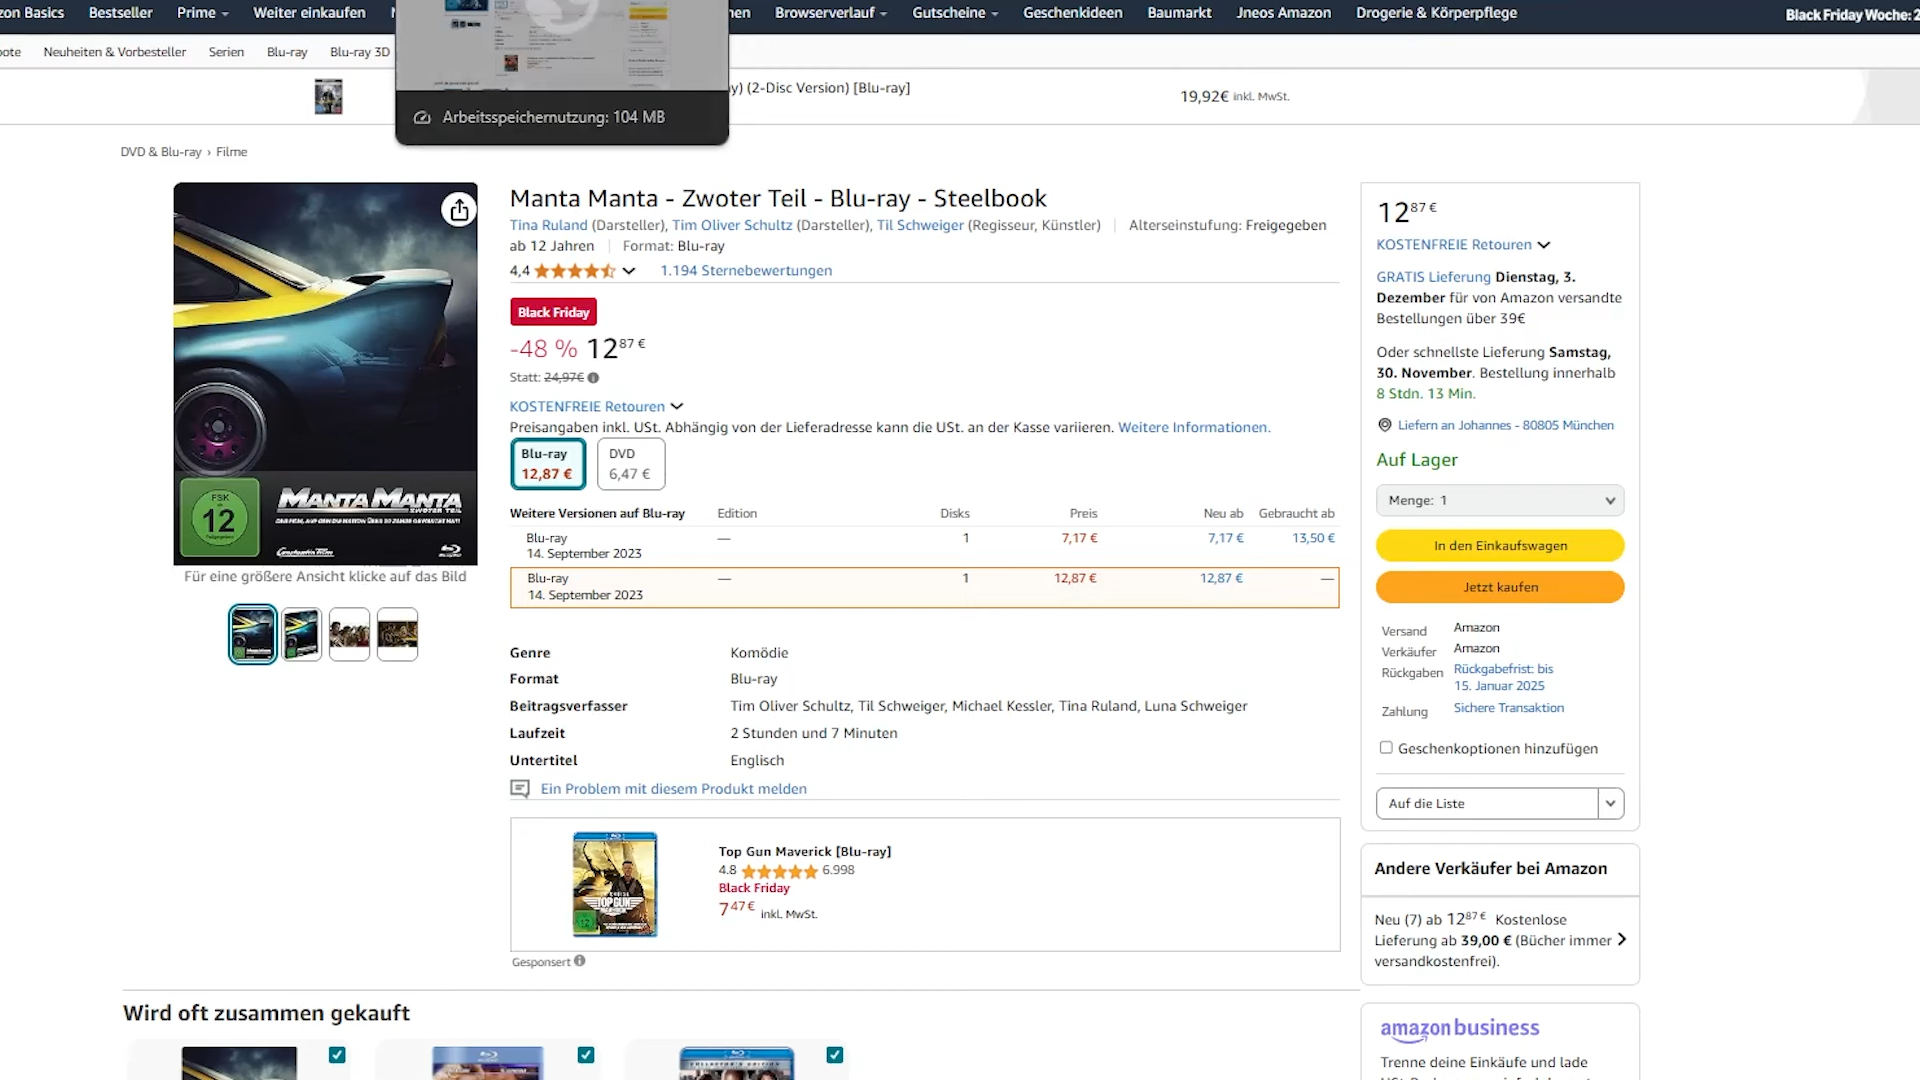 zon Basics Bestseller Prime Weiter einkaufen Browserverlauf Gutscheine Geschenkideen Baumarkt Jneos Amazon Drogerie & Körperpflege Black Friday Woche: 2
ote Neuheiten & Vorbesteller Serien Blu-ray Blu-ray 3D
y) (2-Disc Version) [Blu-ray]
19,92€ inkl. MwSt.
Arbeitsspeichernutzung: 104 MB
DVD & Blu-ray › Filme
FSK
ab
12
freigegeben
MANTA MANTA
ZWOTER TEIL
Constantin Film
Für eine größere Ansicht klicke auf das Bild
Manta Manta - Zwoter Teil - Blu-ray - Steelbook
Tina Ruland (Darsteller), Tim Oliver Schultz (Darsteller), Til Schweiger (Regisseur, Künstler) | Alterseinstufung: Freigegeben
ab 12 Jahren | Format: Blu-ray
4,4 1.194 Sternebewertungen
Black Friday
-48 % 12 87 €
Statt: 24,97€
KOSTENFREIE Retouren
Preisangaben inkl. USt. Abhängig von der Lieferadresse kann die USt. an der Kasse variieren. Weitere Informationen.
Blu-ray
12,87 €
DVD
6,47 €
Weitere Versionen auf Blu-ray Edition Disks Preis Neu ab Gebraucht ab
Blu-ray — 1 7,17 € 7,17 € 13,50 €
14. September 2023
Blu-ray — 1 12,87 € 12,87 € —
14. September 2023
Genre Komödie
Format Blu-ray
Beitragsverfasser Tim Oliver Schultz, Til Schweiger, Michael Kessler, Tina Ruland, Luna Schweiger
Laufzeit 2 Stunden und 7 Minuten
Untertitel Englisch
Ein Problem mit diesem Produkt melden
TOP GUN
Top Gun Maverick [Blu-ray]
4.8 6.998
Black Friday
7 47 € inkl. MwSt.
Gesponsert
Wird oft zusammen gekauft
12 87 €
KOSTENFREIE Retouren
GRATIS Lieferung Dienstag, 3.
Dezember für von Amazon versandte
Bestellungen über 39€
Oder schnellste Lieferung Samstag,
30. November. Bestellung innerhalb
8 Stdn. 13 Min.
Liefern an Johannes - 80805 München
Auf Lager
Menge: 1
In den Einkaufswagen
Jetzt kaufen
Versand Amazon
Verkäufer Amazon
Rückgaben Rückgabefrist: bis
15. Januar 2025
Zahlung Sichere Transaktion
Geschenkoptionen hinzufügen
Auf die Liste
Andere Verkäufer bei Amazon
Neu (7) ab 12 87 € Kostenlose
Lieferung ab 39,00 € (Bücher immer
versandkostenfrei).
amazon business
Trenne deine Einkäufe und lade